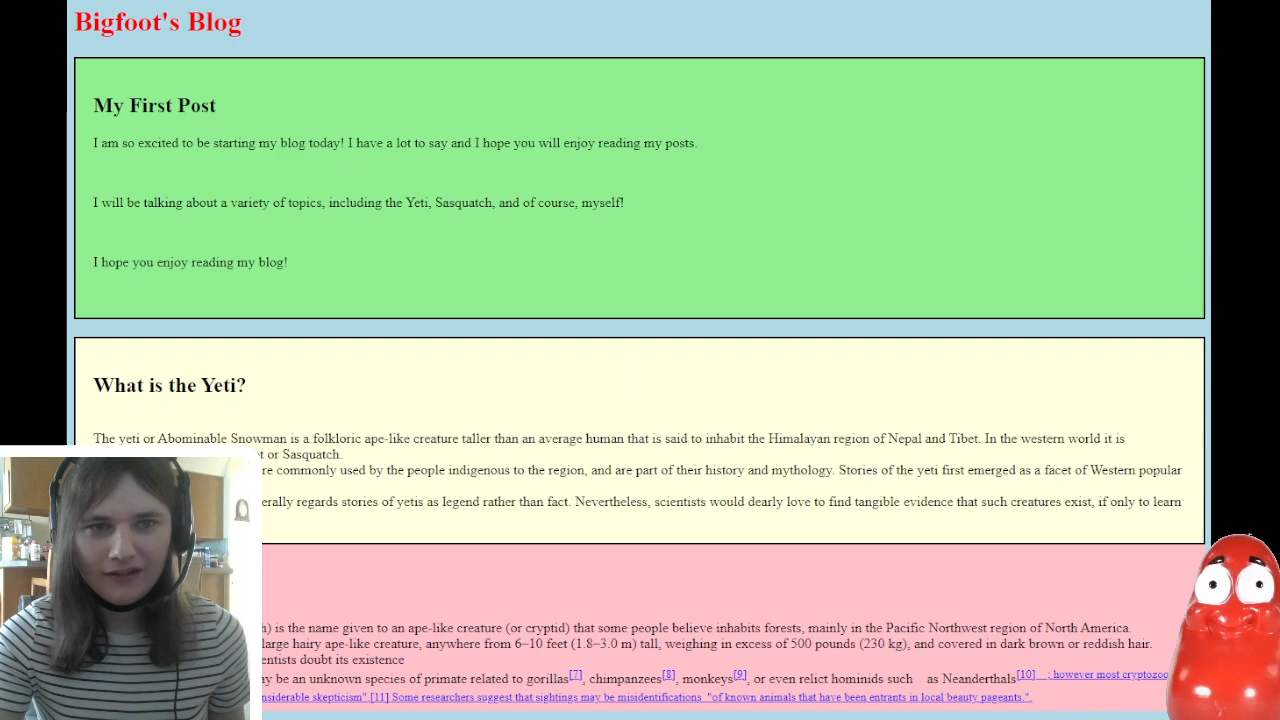 Bigfoot's Blog
My First Post
I am so excited to be starting my blog today! I have a lot to say and I hope you will enjoy reading my posts.
I will be talking about a variety of topics, including the Yeti, Sasquatch, and of course, myself!
I hope you enjoy reading my blog!
What is the Yeti?
The yeti or Abominable Snowman is a folkloric ape-like creature taller than an average human that is said to inhabit the Himalayan region of Nepal and Tibet. In the western world it is
or Sasquatch.
commonly used by the people indigenous to the region, and are part of their history and mythology. Stories of the yeti first emerged as a facet of Western popular
regards stories of yetis as legend rather than fact. Nevertheless, scientists would dearly love to find tangible evidence that such creatures exist, if only to learn
is the name given to an ape-like creature (or cryptid) that some people believe inhabits forests, mainly in the Pacific Northwest region of North America.
large hairy ape-like creature, anywhere from 6–10 feet (1.8–3.0 m) tall, weighing in excess of 500 pounds (230 kg), and covered in dark brown or reddish hair.
doubt its existence
be an unknown species of primate related to gorillas[7], chimpanzees[8], monkeys[9], or even relict hominids such as Neanderthals[10] ; however most
skepticism".[11] Some researchers suggest that sightings may be misidentifications "of known animals that have been entrants in local beauty pageants.".